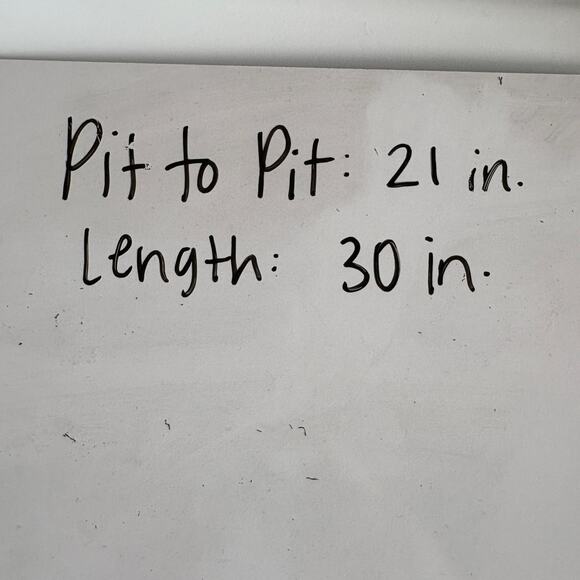 Pit to Pit: 21 in.
Length: 30 in.